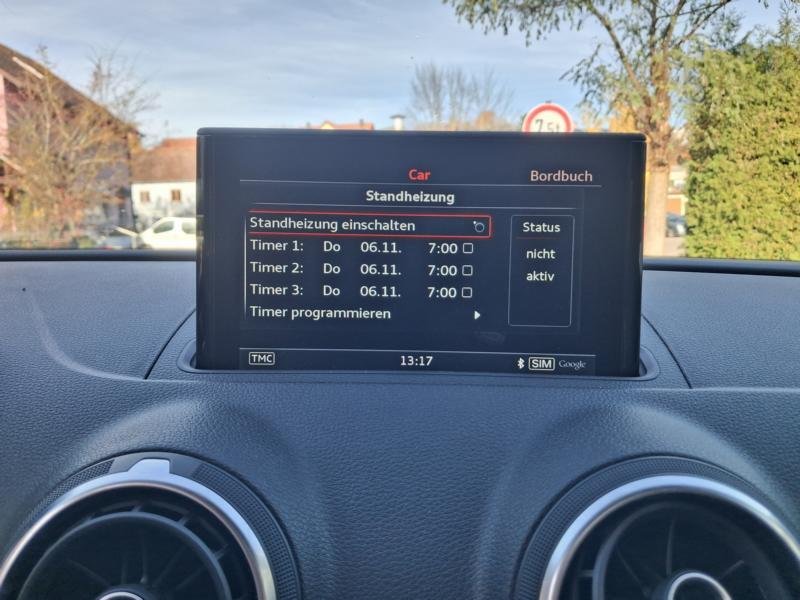 7,5t
Car
Bordbuch
Standheizung
Standheizung einschalten
Timer 1: Do 06.11. 7:00
Timer 2: Do 06.11. 7:00
Timer 3: Do 06.11. 7:00
Timer programmieren
Status
nicht
aktiv
TMC
13:17
SIM Google